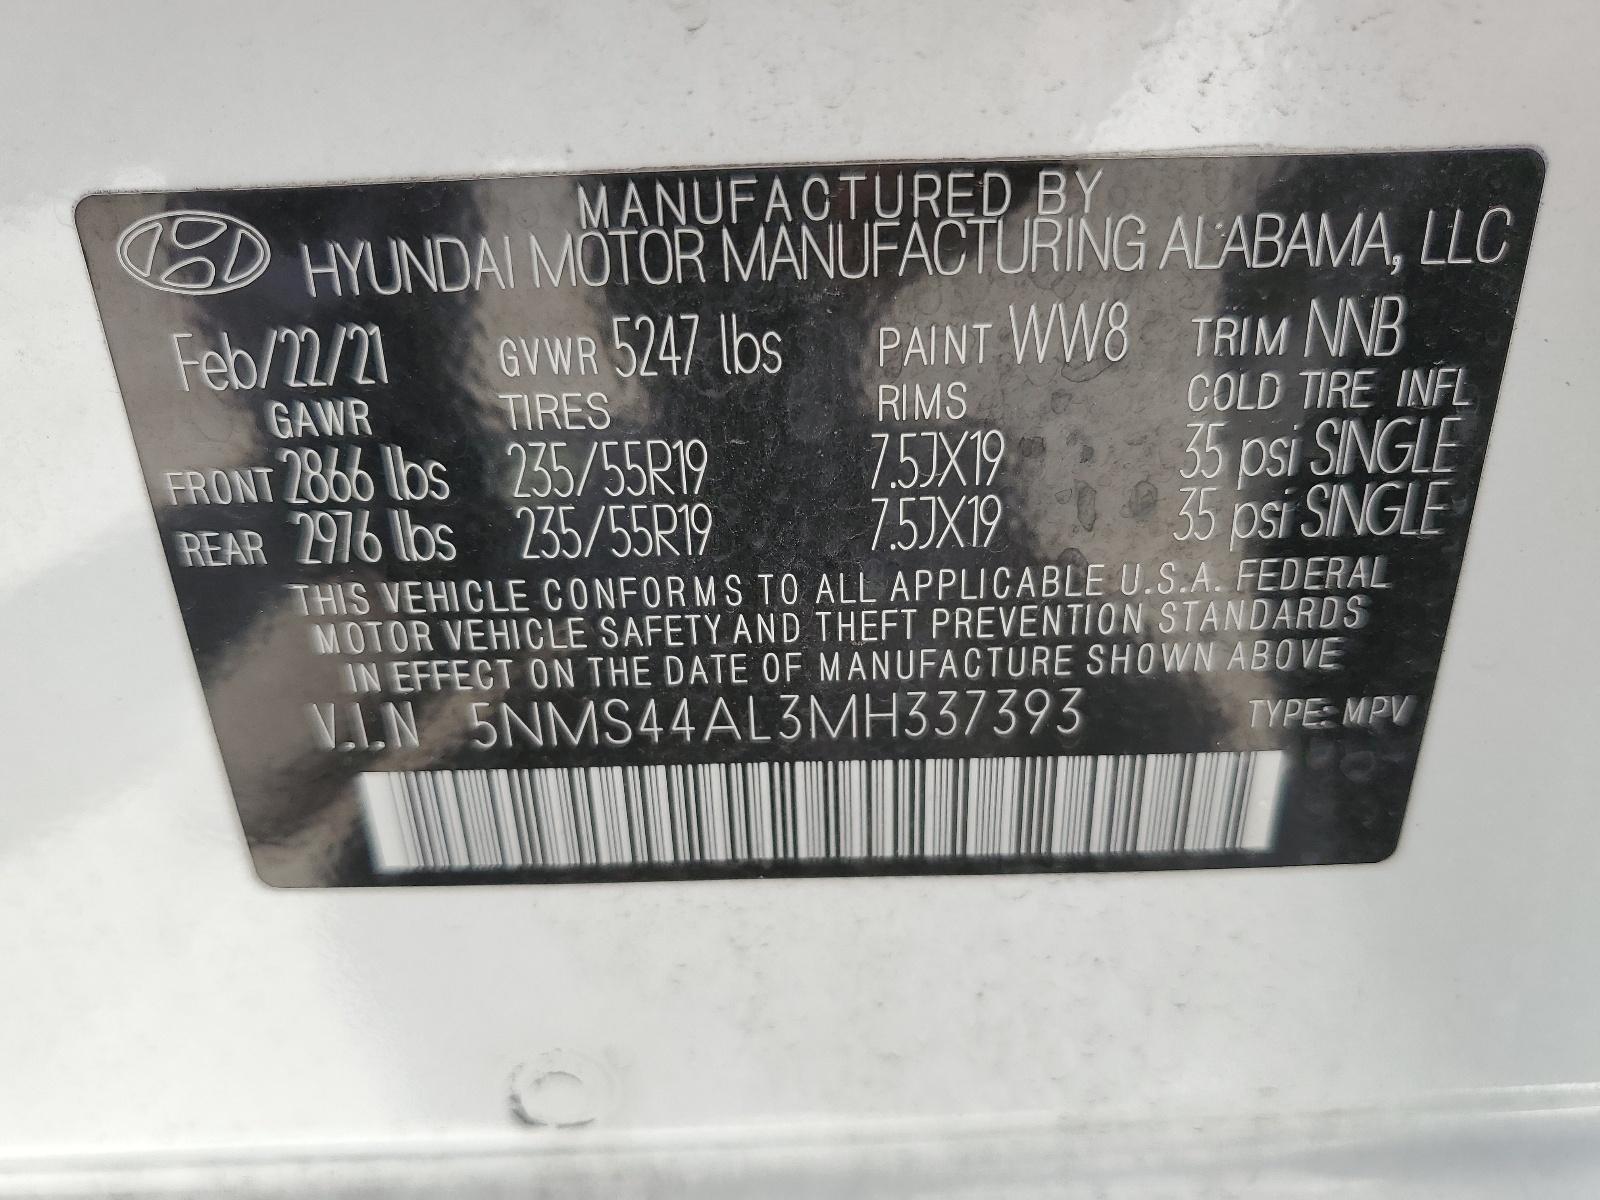 MANUFACTURED BY
HYUNDAI MOTOR MANUFACTURING ALABAMA, LLC
Feb/22/21 GVWR 5247 lbs PAINT WW8 TRIM NNB
GAWR TIRES RIMS COLD TIRE INFL
FRONT 2866 lbs 235/55R19 7.5JX19 35 psi SINGLE
REAR 2976 lbs 235/55R19 7.5JX19 35 psi SINGLE
THIS VEHICLE CONFORMS TO ALL APPLICABLE U.S.A. FEDERAL
MOTOR VEHICLE SAFETY AND THEFT PREVENTION STANDARDS
IN EFFECT ON THE DATE OF MANUFACTURE SHOWN ABOVE
V.I.N 5NMS44AL3MH337393 TYPE: MPV